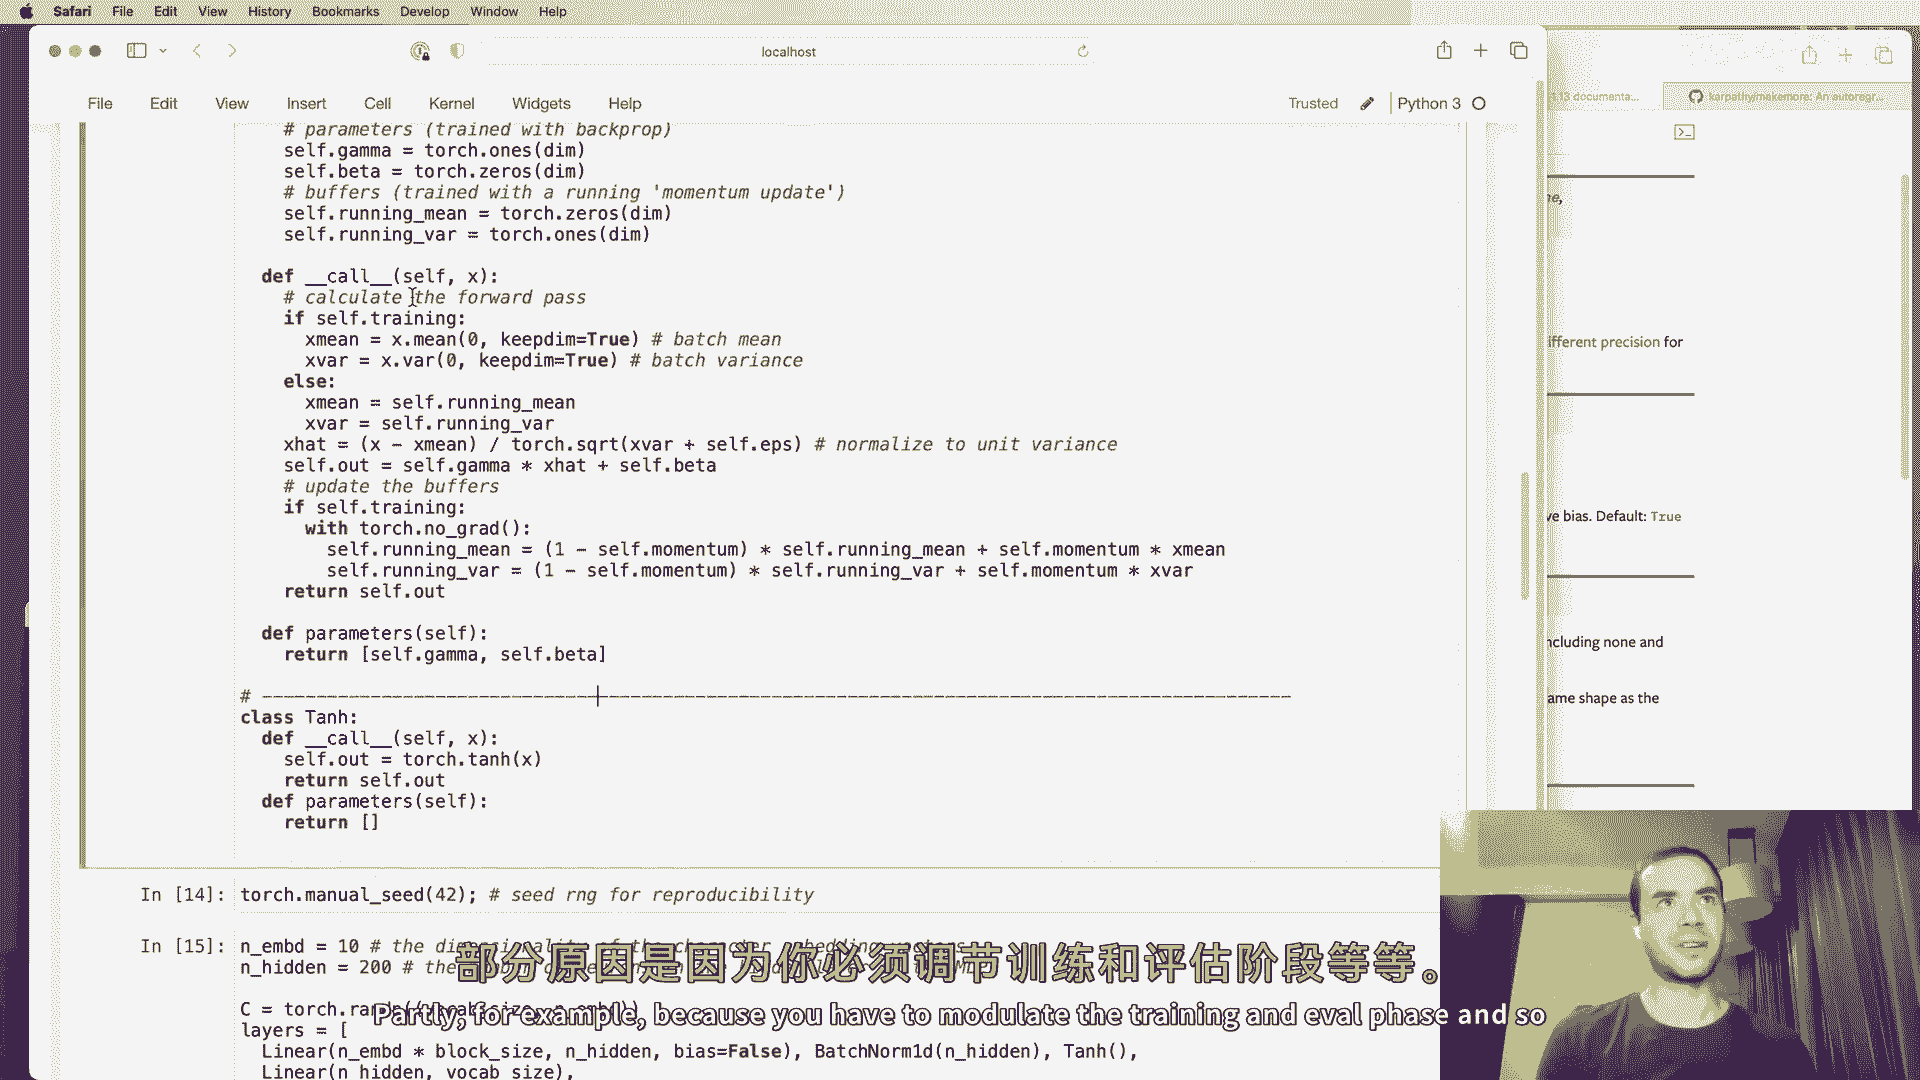 Safari File Edit View History Bookmarks Develop Window Help
localhost
File Edit View Insert Cell Kernel Widgets Help
Trusted Python 3
1.13 documenta...
karpathy/makemore: An autoregr...
# parameters (trained with backprop)
self.gamma = torch.ones(dim)
self.beta = torch.zeros(dim)
# buffers (trained with a running 'momentum update')
self.running_mean = torch.zeros(dim)
self.running_var = torch.ones(dim)
def __call__(self, x):
# calculate the forward pass
if self.training:
xmean = x.mean(0, keepdim=True) # batch mean
xvar = x.var(0, keepdim=True) # batch variance
else:
xmean = self.running_mean
xvar = self.running_var
xhat = (x - xmean) / torch.sqrt(xvar + self.eps) # normalize to unit variance
self.out = self.gamma * xhat + self.beta
# update the buffers
if self.training:
with torch.no_grad():
self.running_mean = (1 - self.momentum) * self.running_mean + self.momentum * xmean
self.running_var = (1 - self.momentum) * self.running_var + self.momentum * xvar
return self.out
def parameters(self):
return [self.gamma, self.beta]
# ------------------------------------------------------------------------------------------------
class Tanh:
def __call__(self, x):
self.out = torch.tanh(x)
return self.out
def parameters(self):
return []
ifferent precision for
ve bias. Default: True
ncluding none and
ame shape as the
In [14]: torch.manual_seed(42); # seed rng for reproducibility
In [15]: n_embd = 10 # the dimensionality of the character embedding vectors
n_hidden = 200 # the
部分原因是因为你必须调节训练和评估阶段等等。
C = torch.ra
Partly, for example, because you have to modulate the training and eval phase and so
layers = [
Linear(n_embd * block_size, n_hidden, bias=False), BatchNorm1d(n_hidden), Tanh(),
Linear(n_hidden, vocab_size),